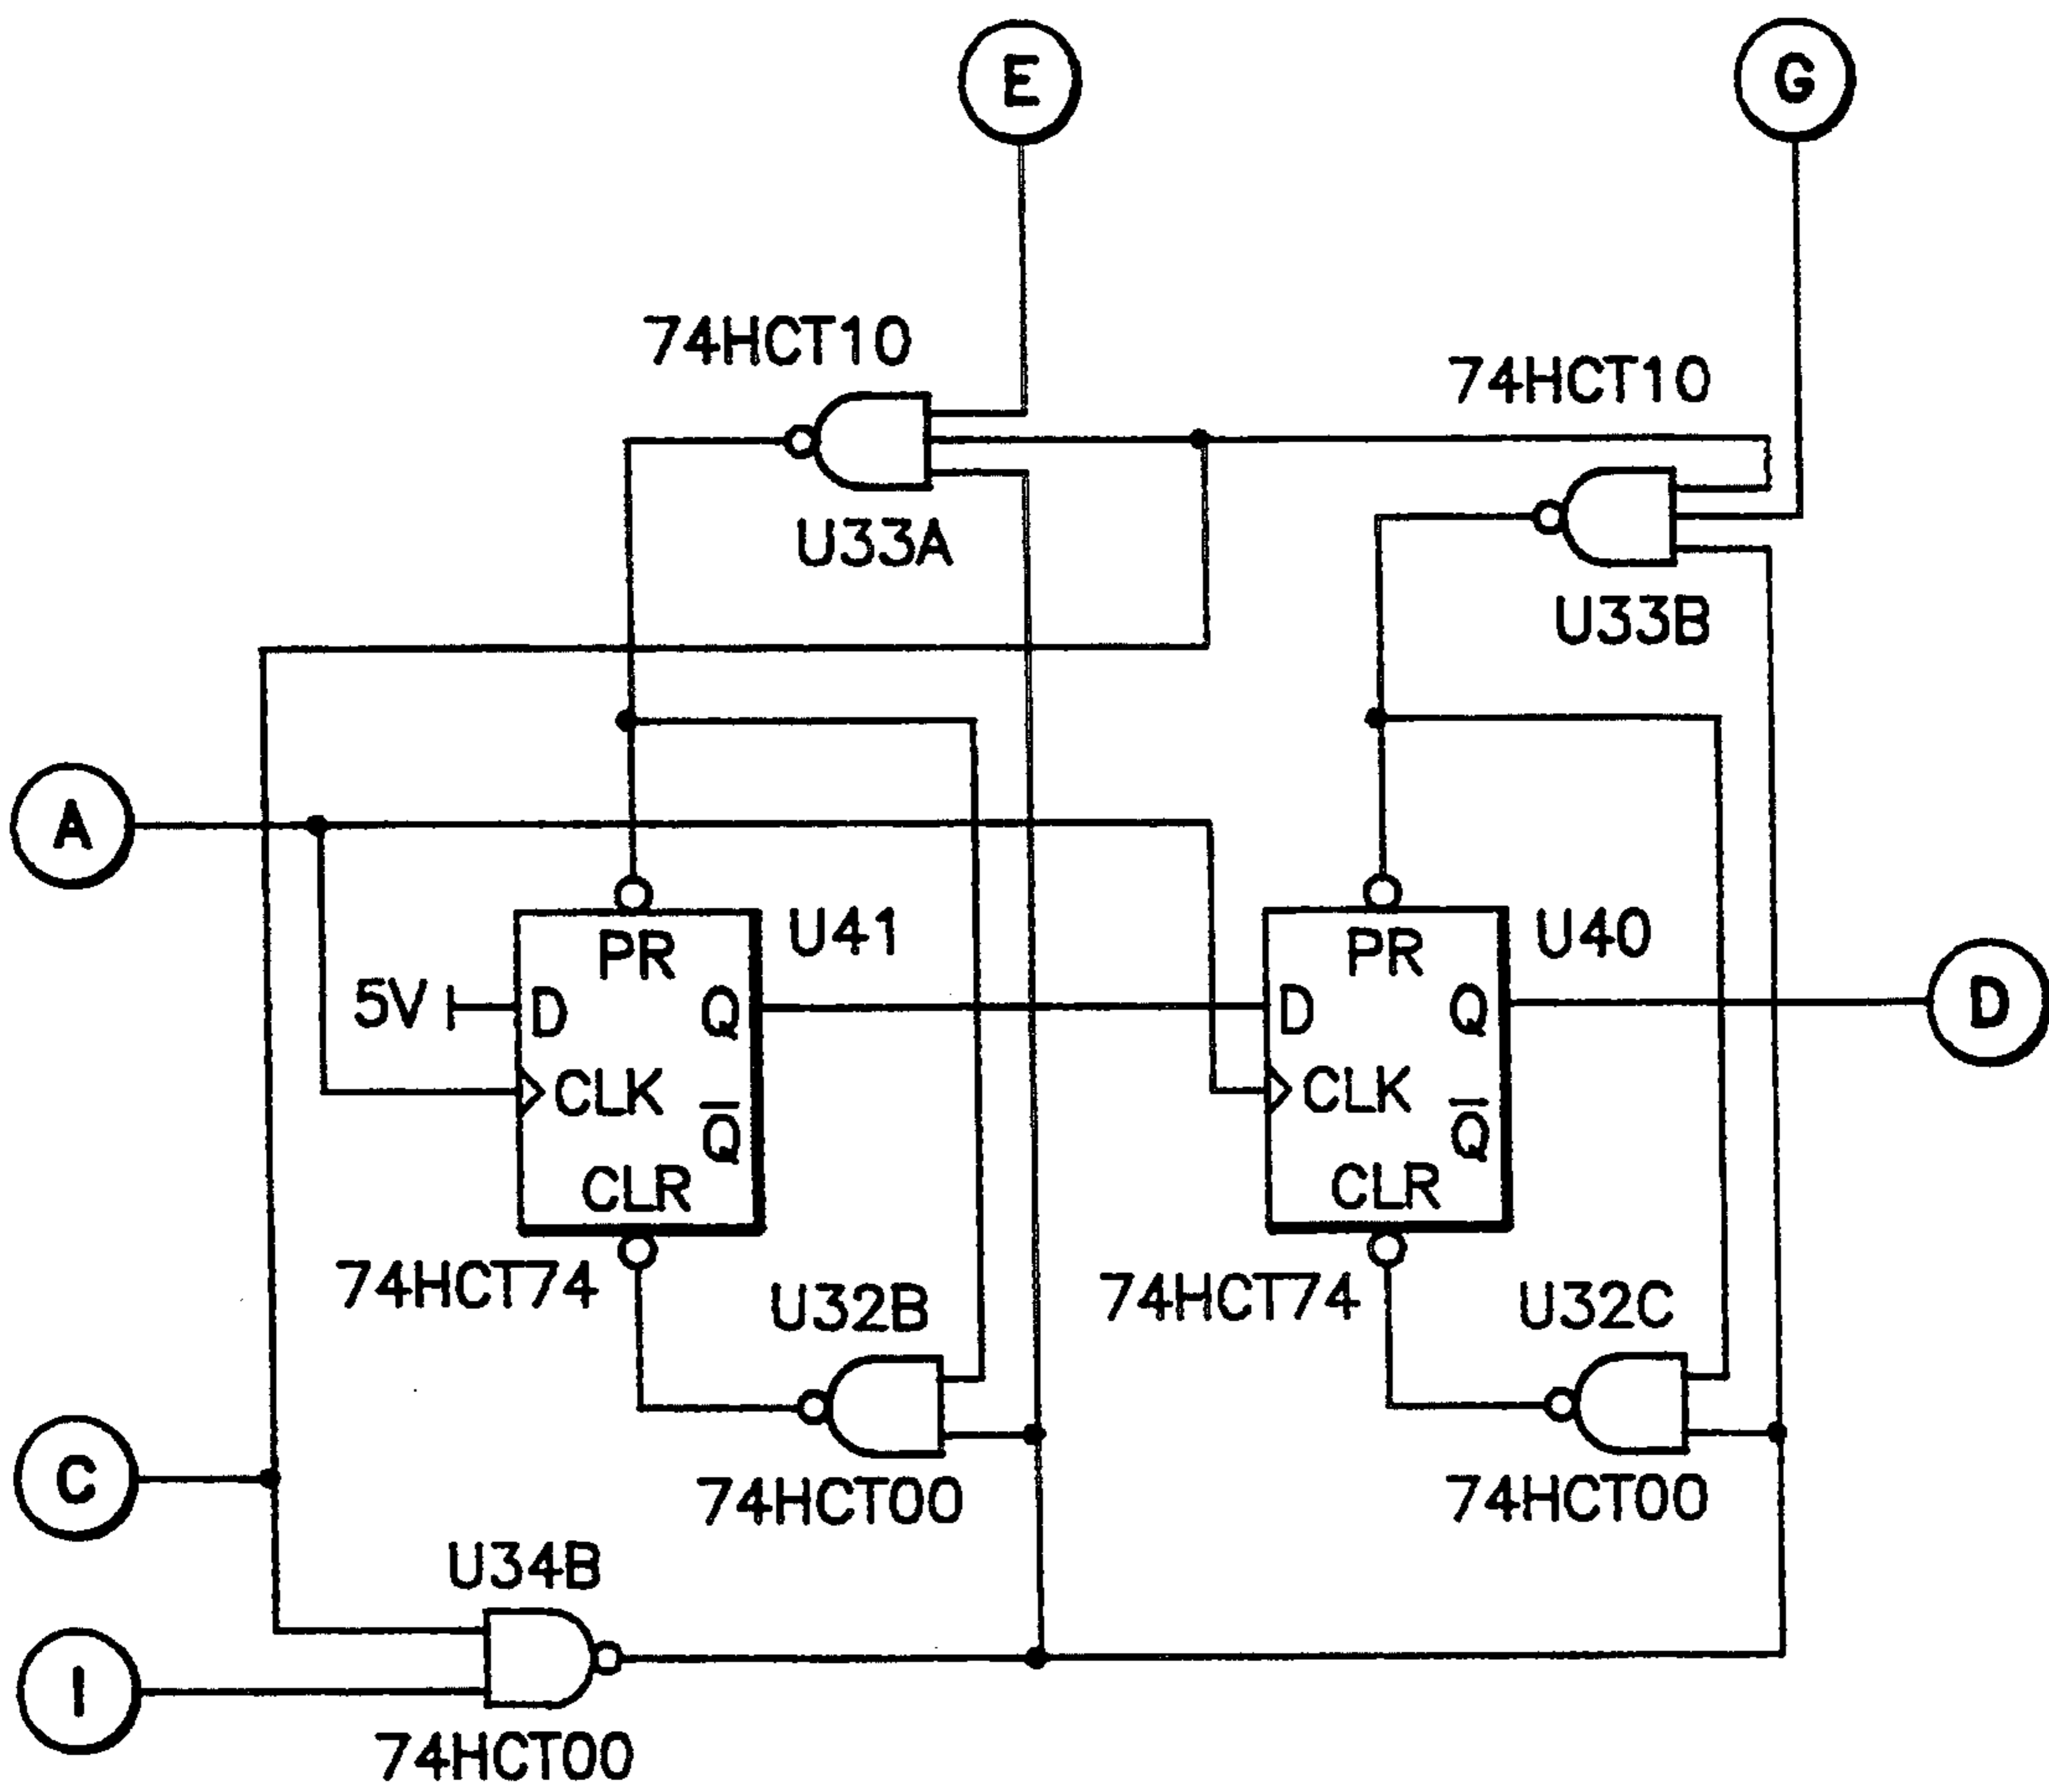 E
G
74HCT10
74HCT10
U33A
U33B
A
U41
U40
PR
PR
5V
D
Q
D
Q
D
CLK
CLK
Q
Q
CLR
CLR
74HCT74
U32B
74HCT74
U32C
C
74HCT00
74HCT00
U34B
I
74HCT00